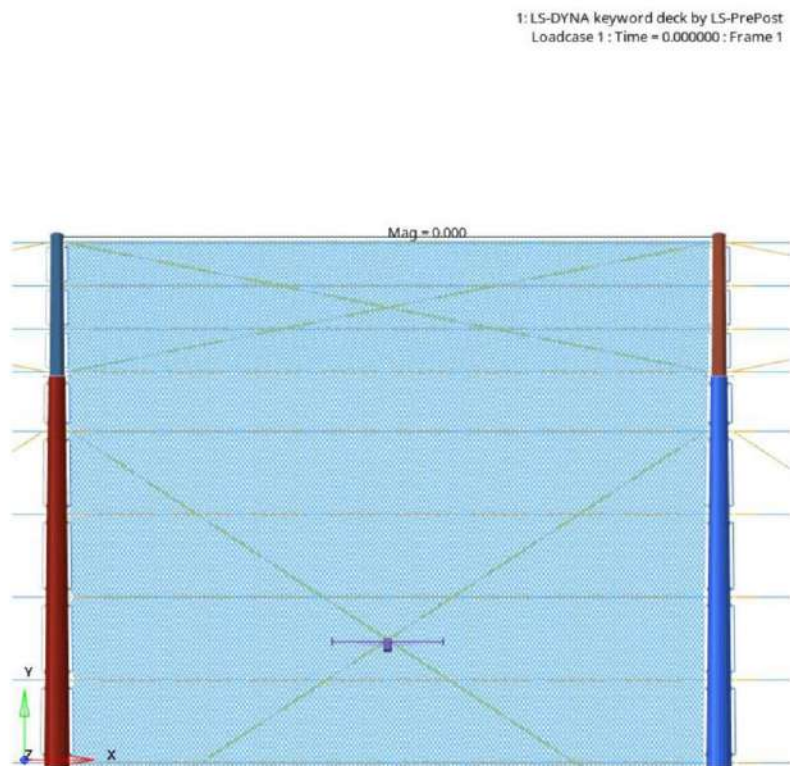 1: LS-DYNA keyword deck by LS-PrePost
Loadcase 1 : Time = 0.000000 : Frame 1
Mag = 0.000
Y
Z
X